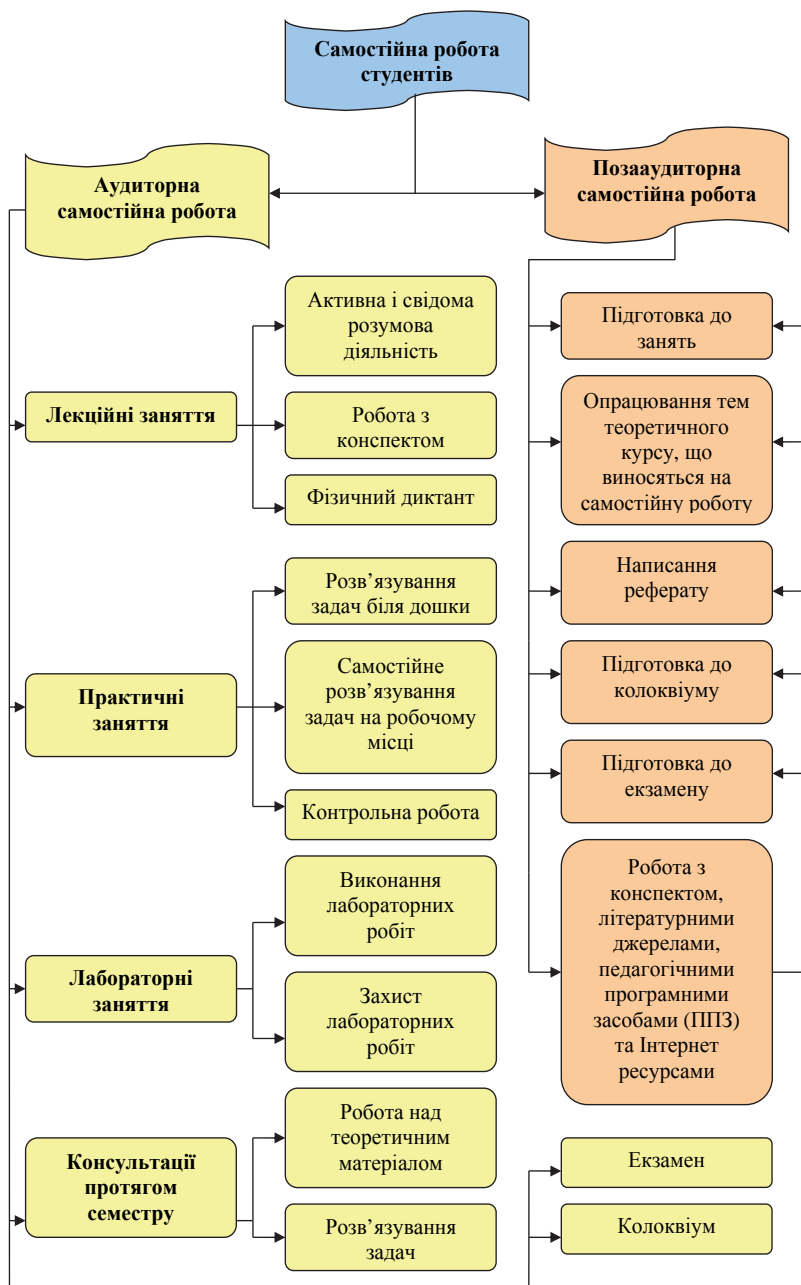 Самостійна робота
студентів
Аудиторна
самостійна робота
Позааудиторна
самостійна робота
Лекційні заняття
Активна і свідома
розумова
діяльність
Робота з
конспектом
Фізичний диктант
Практичні
заняття
Розв’язування
задач біля дошки
Самостійне
розв’язування
задач на робочому
місці
Контрольна робота
Лабораторні
заняття
Виконання
лабораторних
робіт
Захист
лабораторних
робіт
Консультації
протягом
семестру
Робота над
теоретичним
матеріалом
Розв’язування
задач
Підготовка до
занять
Опрацювання тем
теоретичного
курсу, що
виносяться на
самостійну роботу
Написання
реферату
Підготовка до
колоквіуму
Підготовка до
екзамену
Робота з
конспектом,
літературними
джерелами,
педагогічними
програмними
засобами (ППЗ)
та Інтернет
ресурсами
Екзамен
Колоквіум